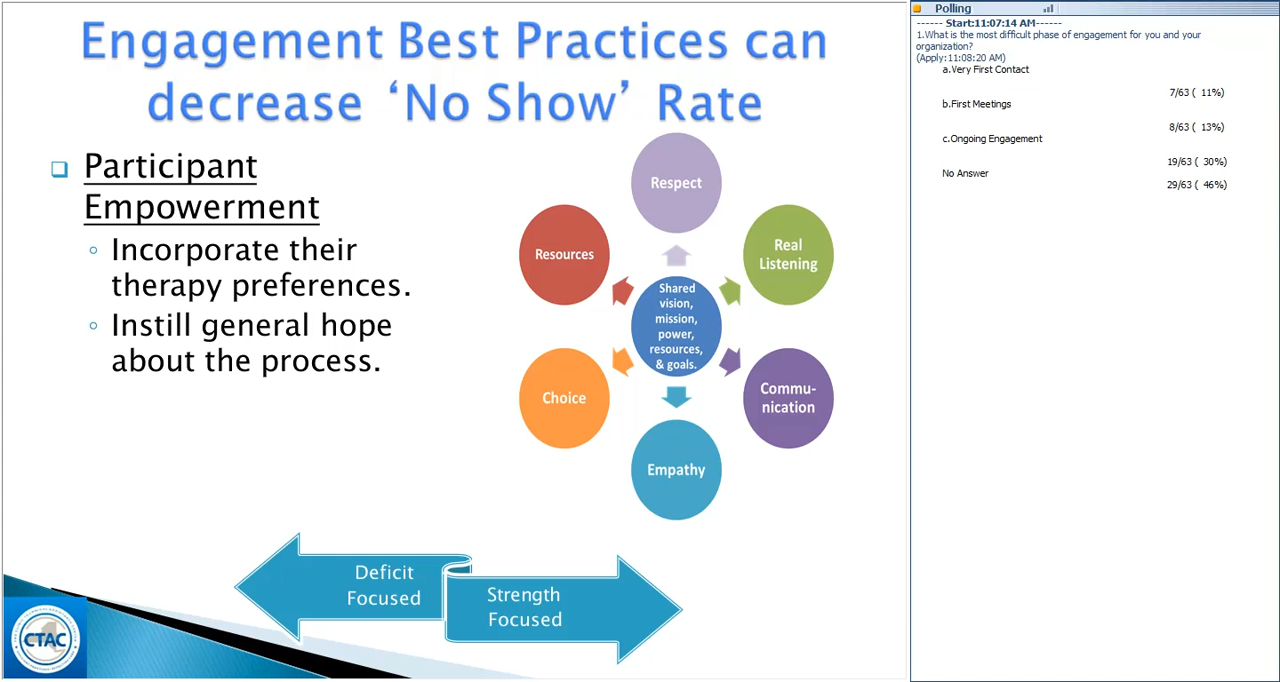 Engagement Best Practices can
decrease ‘No Show’ Rate
Participant
Empowerment
Incorporate their
therapy preferences.
Instill general hope
about the process.
Respect
Resources
Real
Listening
Shared
vision,
mission,
power,
resources,
& goals.
Choice
Commu-
nication
Empathy
Deficit
Focused
Strength
Focused
CTAC
Polling
------ Start:11:07:14 AM------
1.What is the most difficult phase of engagement for you and your
organization?
(Apply:11:08:20 AM)
a.Very First Contact
7/63 ( 11%)
b.First Meetings
8/63 ( 13%)
c.Ongoing Engagement
19/63 ( 30%)
No Answer
29/63 ( 46%)